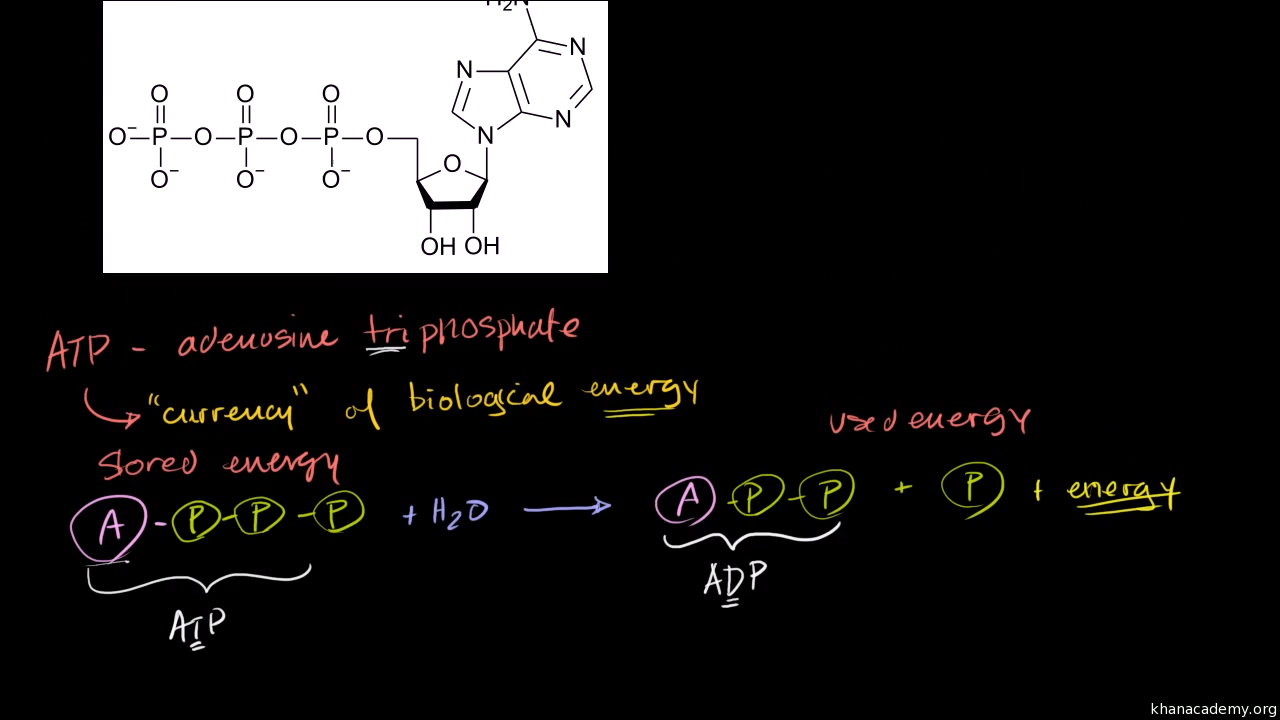 H₂N
N
N
N
N
O O O
O⁻ P O P O P O
O⁻ O⁻ O⁻
O
OH OH
ATP - adenosine triphosphate
"currency" of biological energy
used energy
stored energy
A - P - P - P + H₂O → A - P - P + P + energy
ADP
ATP
khanacademy.org